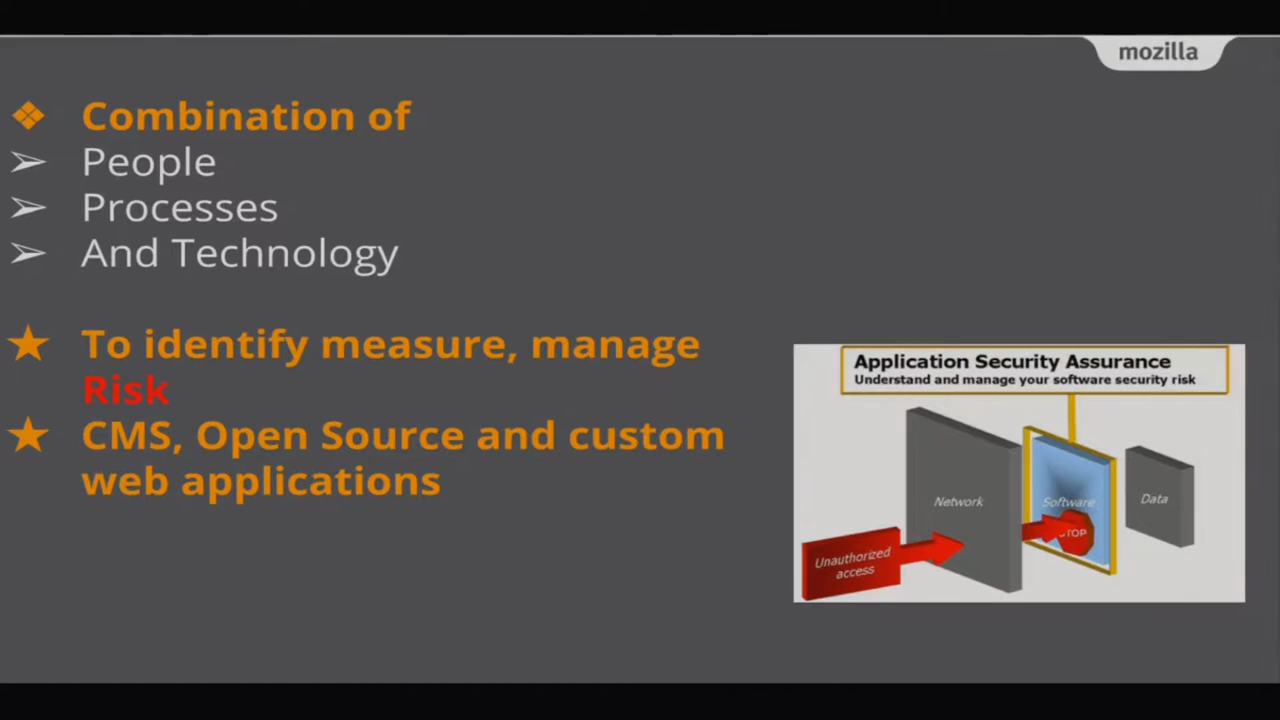 mozilla
Combination of
People
Processes
And Technology
To identify measure, manage
Risk
CMS, Open Source and custom
web applications
Application Security Assurance
Understand and manage your software security risk
Network
Software
Data
STOP
Unauthorized
access